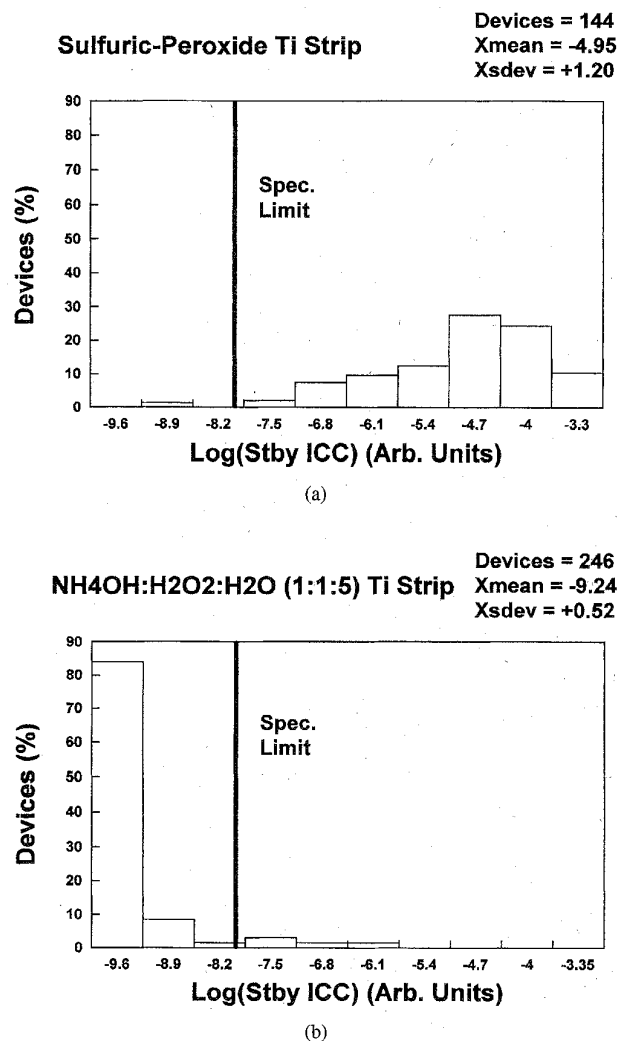 Sulfuric-Peroxide Ti Strip
Devices = 144
Xmean = -4.95
Xsdev = +1.20
90
80
70
60
50
40
30
20
10
0
Devices (%)
Spec.
Limit
-9.6 -8.9 -8.2 -7.5 -6.8 -6.1 -5.4 -4.7 -4 -3.3
Log(Stby ICC) (Arb. Units)
(a)
NH4OH:H2O2:H2O (1:1:5) Ti Strip
Devices = 246
Xmean = -9.24
Xsdev = +0.52
90
80
70
60
50
40
30
20
10
0
Devices (%)
Spec.
Limit
-9.6 -8.9 -8.2 -7.5 -6.8 -6.1 -5.4 -4.7 -4 -3.35
Log(Stby ICC) (Arb. Units)
(b)